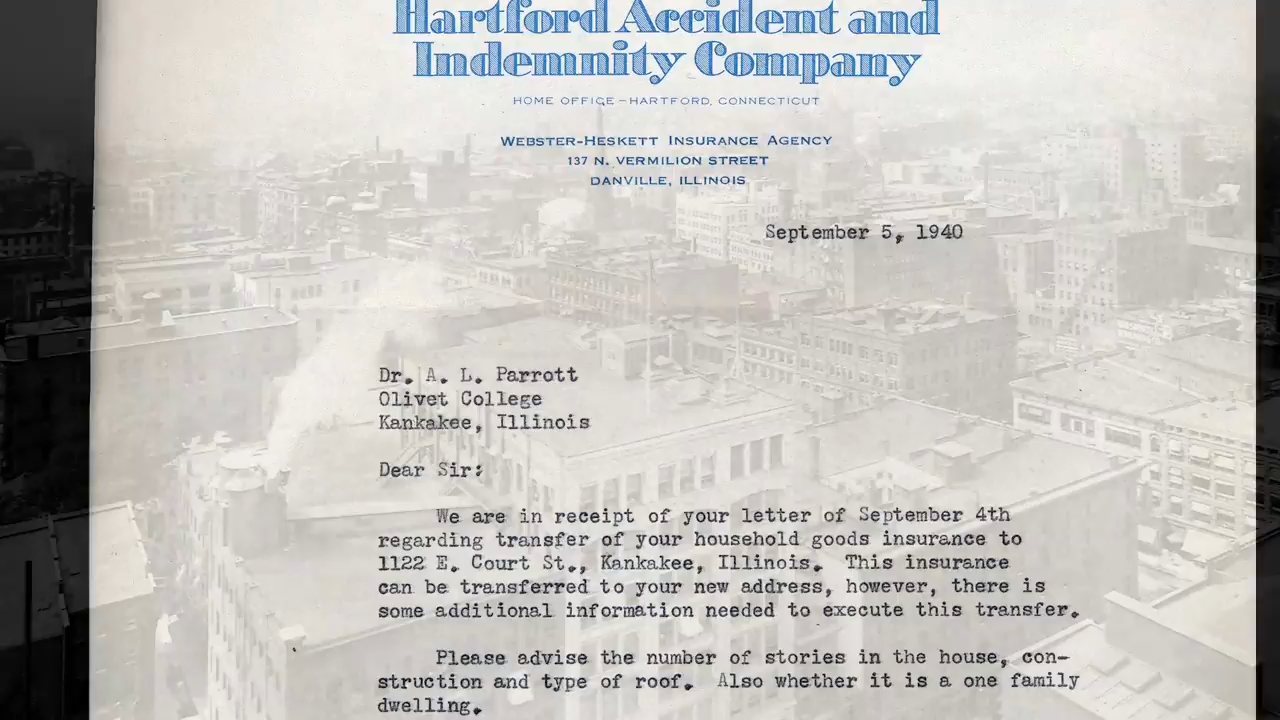 Hartford Accident and
Indemnity Company
HOME OFFICE - HARTFORD, CONNECTICUT
WEBSTER-HESKETT INSURANCE AGENCY
137 N. VERMILION STREET
DANVILLE, ILLINOIS
September 5, 1940
Dr. A. L. Parrott
Olivet College
Kankakee, Illinois
Dear Sir:
We are in receipt of your letter of September 4th
regarding transfer of your household goods insurance to
1122 E. Court St., Kankakee, Illinois. This insurance
can be transferred to your new address, however, there is
some additional information needed to execute this transfer.
Please advise the number of stories in the house, con-
struction and type of roof. Also whether it is a one family
dwelling.